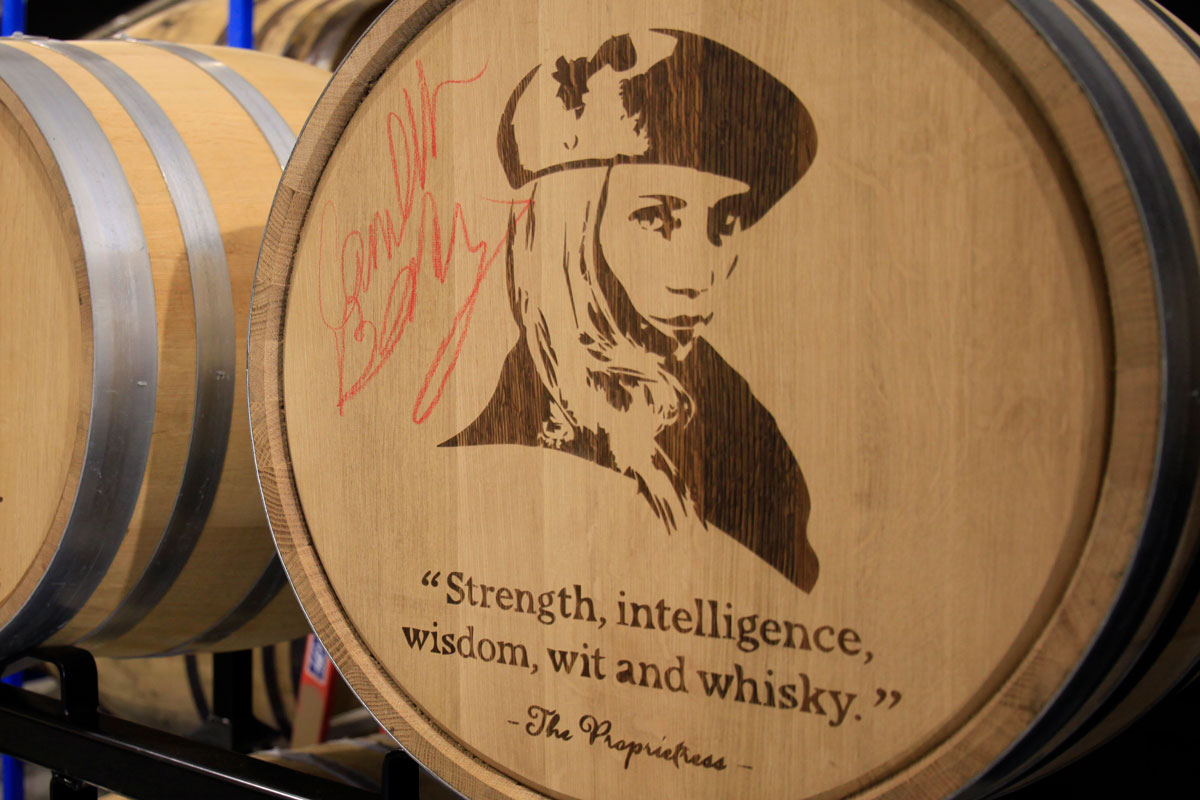 “Strength, intelligence,
wisdom, wit and whisky.”
- The Proprietress -